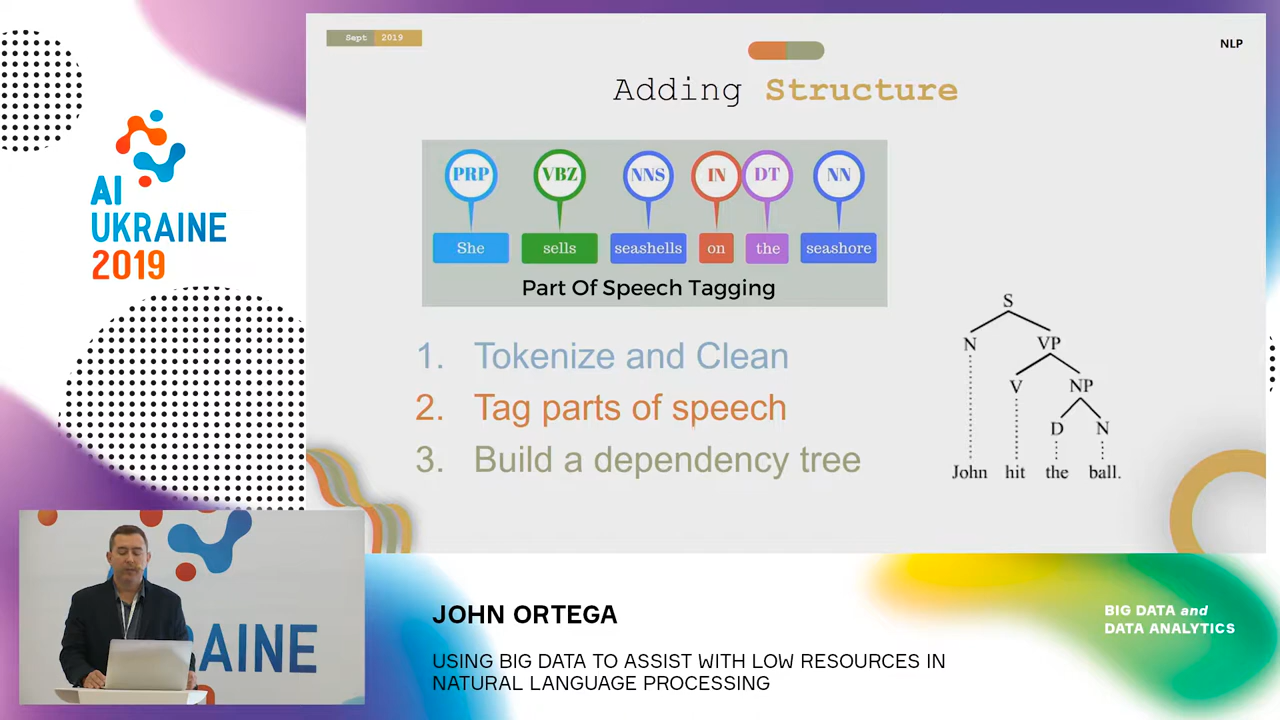 Sept 2019
NLP
Adding Structure
PRP VBZ NNS IN DT NN
She sells seashells on the seashore
Part Of Speech Tagging
1. Tokenize and Clean
2. Tag parts of speech
3. Build a dependency tree
S
N VP
V NP
D N
John hit the ball.
AI
UKRAINE
2019
AINE
JOHN ORTEGA
USING BIG DATA TO ASSIST WITH LOW RESOURCES IN
NATURAL LANGUAGE PROCESSING
BIG DATA and
DATA ANALYTICS